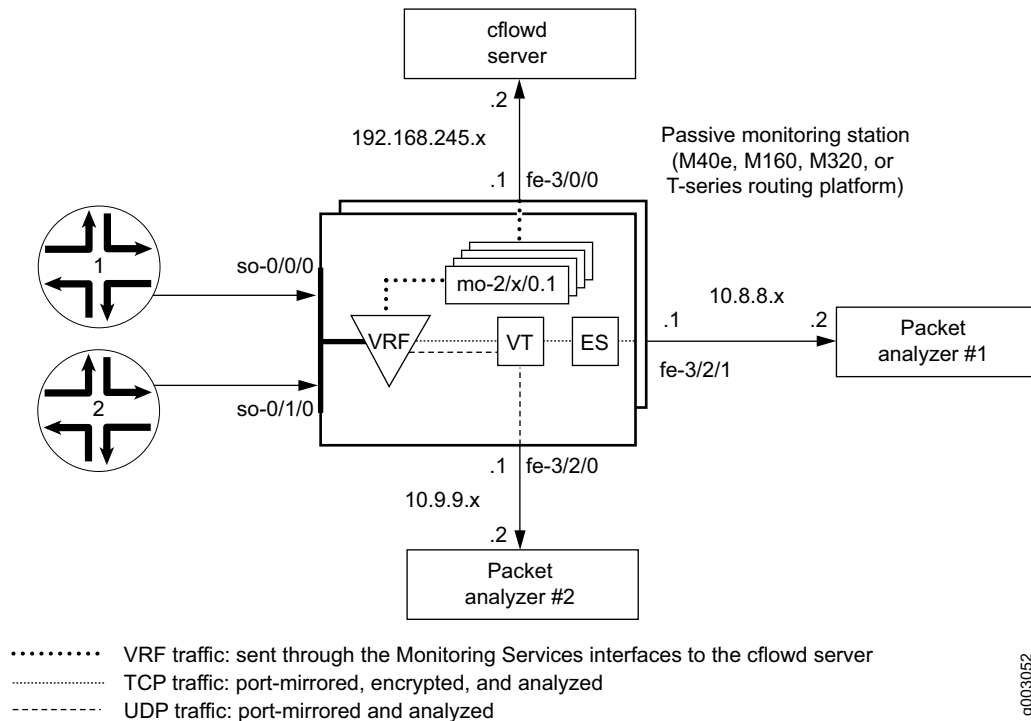 cflowd
server
.2
192.168.245.x
Passive monitoring station
(M40e, M160, M320, or
T-series routing platform)
.1
fe-3/0/0
1
so-0/0/0
mo-2/x/0.1
10.8.8.x
VRF
VT
ES
.1
.2
Packet
analyzer #1
fe-3/2/1
2
so-0/1/0
.1
fe-3/2/0
10.9.9.x
.2
Packet
analyzer #2
VRF traffic: sent through the Monitoring Services interfaces to the cflowd server
TCP traffic: port-mirrored, encrypted, and analyzed
UDP traffic: port-mirrored and analyzed
g003052